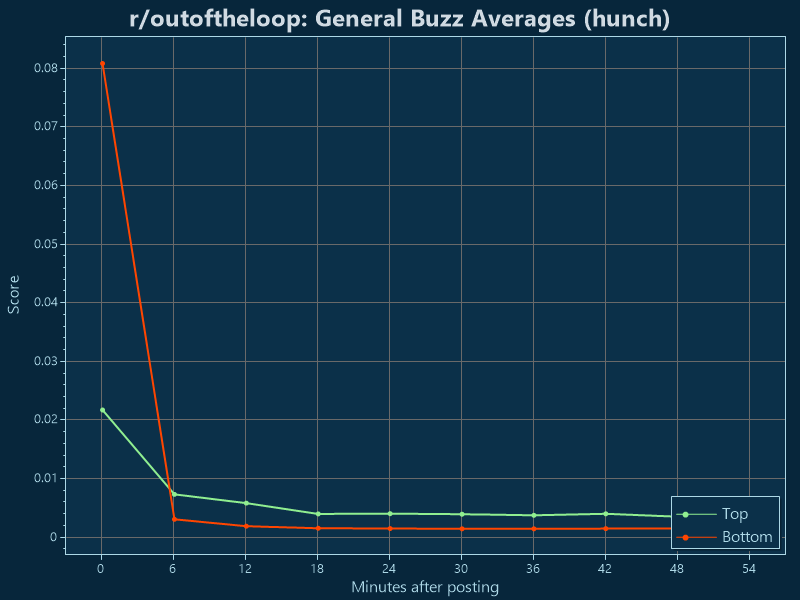 r/outoftheloop: General Buzz Averages (hunch)
Score
0.08
0.07
0.06
0.05
0.04
0.03
0.02
0.01
0
0 6 12 18 24 30 36 42 48 54
Minutes after posting
Top
Bottom